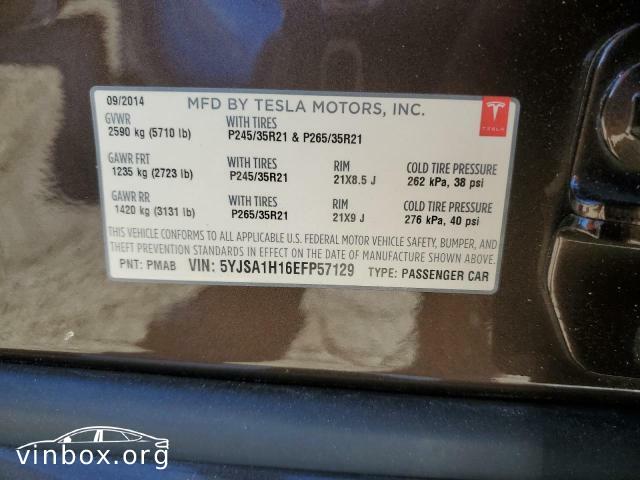 09/2014 MFD BY TESLA MOTORS, INC.
GVWR WITH TIRES
2590 kg (5710 lb) P245/35R21 & P265/35R21
TESLA
GAWR FRT WITH TIRES RIM COLD TIRE PRESSURE
1235 kg (2723 lb) P245/35R21 21X8.5 J 262 kPa, 38 psi
GAWR RR WITH TIRES RIM COLD TIRE PRESSURE
1420 kg (3131 lb) P265/35R21 21X9 J 276 kPa, 40 psi
THIS VEHICLE CONFORMS TO ALL APPLICABLE U.S. FEDERAL MOTOR VEHICLE SAFETY, BUMPER, AND
THEFT PREVENTION STANDARDS IN EFFECT ON THE DATE OF MANUFACTURE SHOWN ABOVE.
PNT: PMAB VIN: 5YJSA1H16EFP57129 TYPE: PASSENGER CAR
vinbox.org